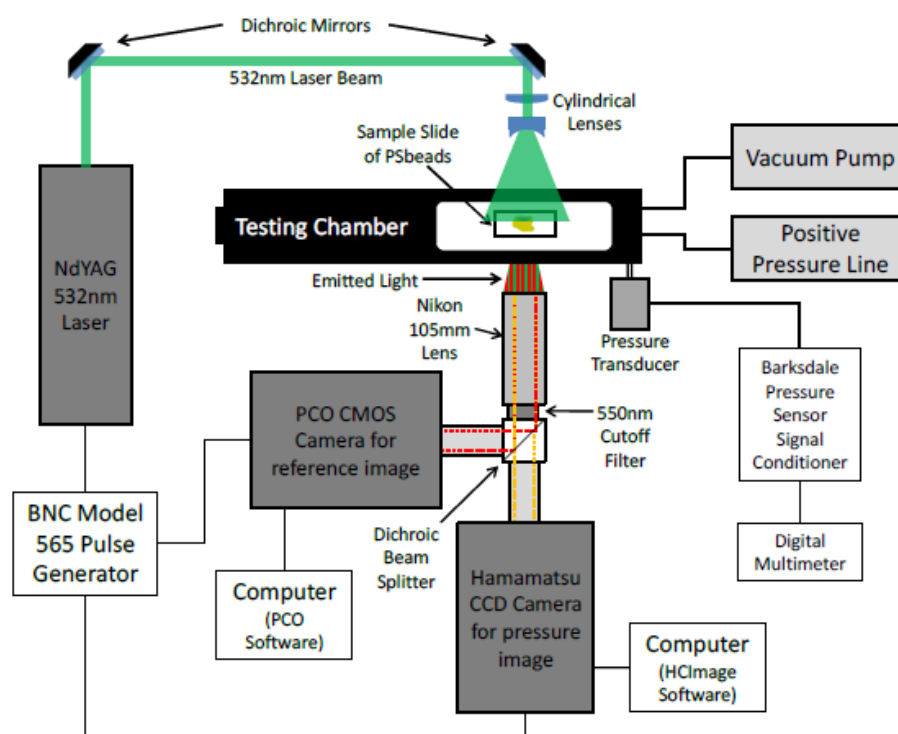 Dichroic Mirrors
532nm Laser Beam
Cylindrical
Lenses
Sample Slide
of PSbeads
Vacuum Pump
Testing Chamber
Positive
Pressure Line
NdYAG
532nm
Laser
Emitted Light
Nikon
105mm
Lens
Pressure
Transducer
Barksdale
Pressure
Sensor
Signal
Conditioner
PCO CMOS
Camera for
reference image
550nm
Cutoff
Filter
BNC Model
565 Pulse
Generator
Dichroic
Beam
Splitter
Digital
Multimeter
Computer
(PCO
Software)
Hamamatsu
CCD Camera
for pressure
image
Computer
(HCImage
Software)